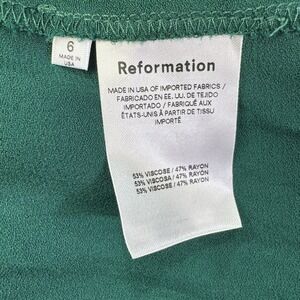 6
MADE IN
USA
Reformation
MADE IN USA OF IMPORTED FABRICS /
FABRICADO EN EE. UU. DE TEJIDO
IMPORTADO / FABRIQUÉ AUX
ÉTATS-UNIS À PARTIR DE TISSU
IMPORTÉ
53% VISCOSE / 47% RAYON
53% VISCOSA / 47% RAYÓN
53% VISCOSE / 47% RAYON